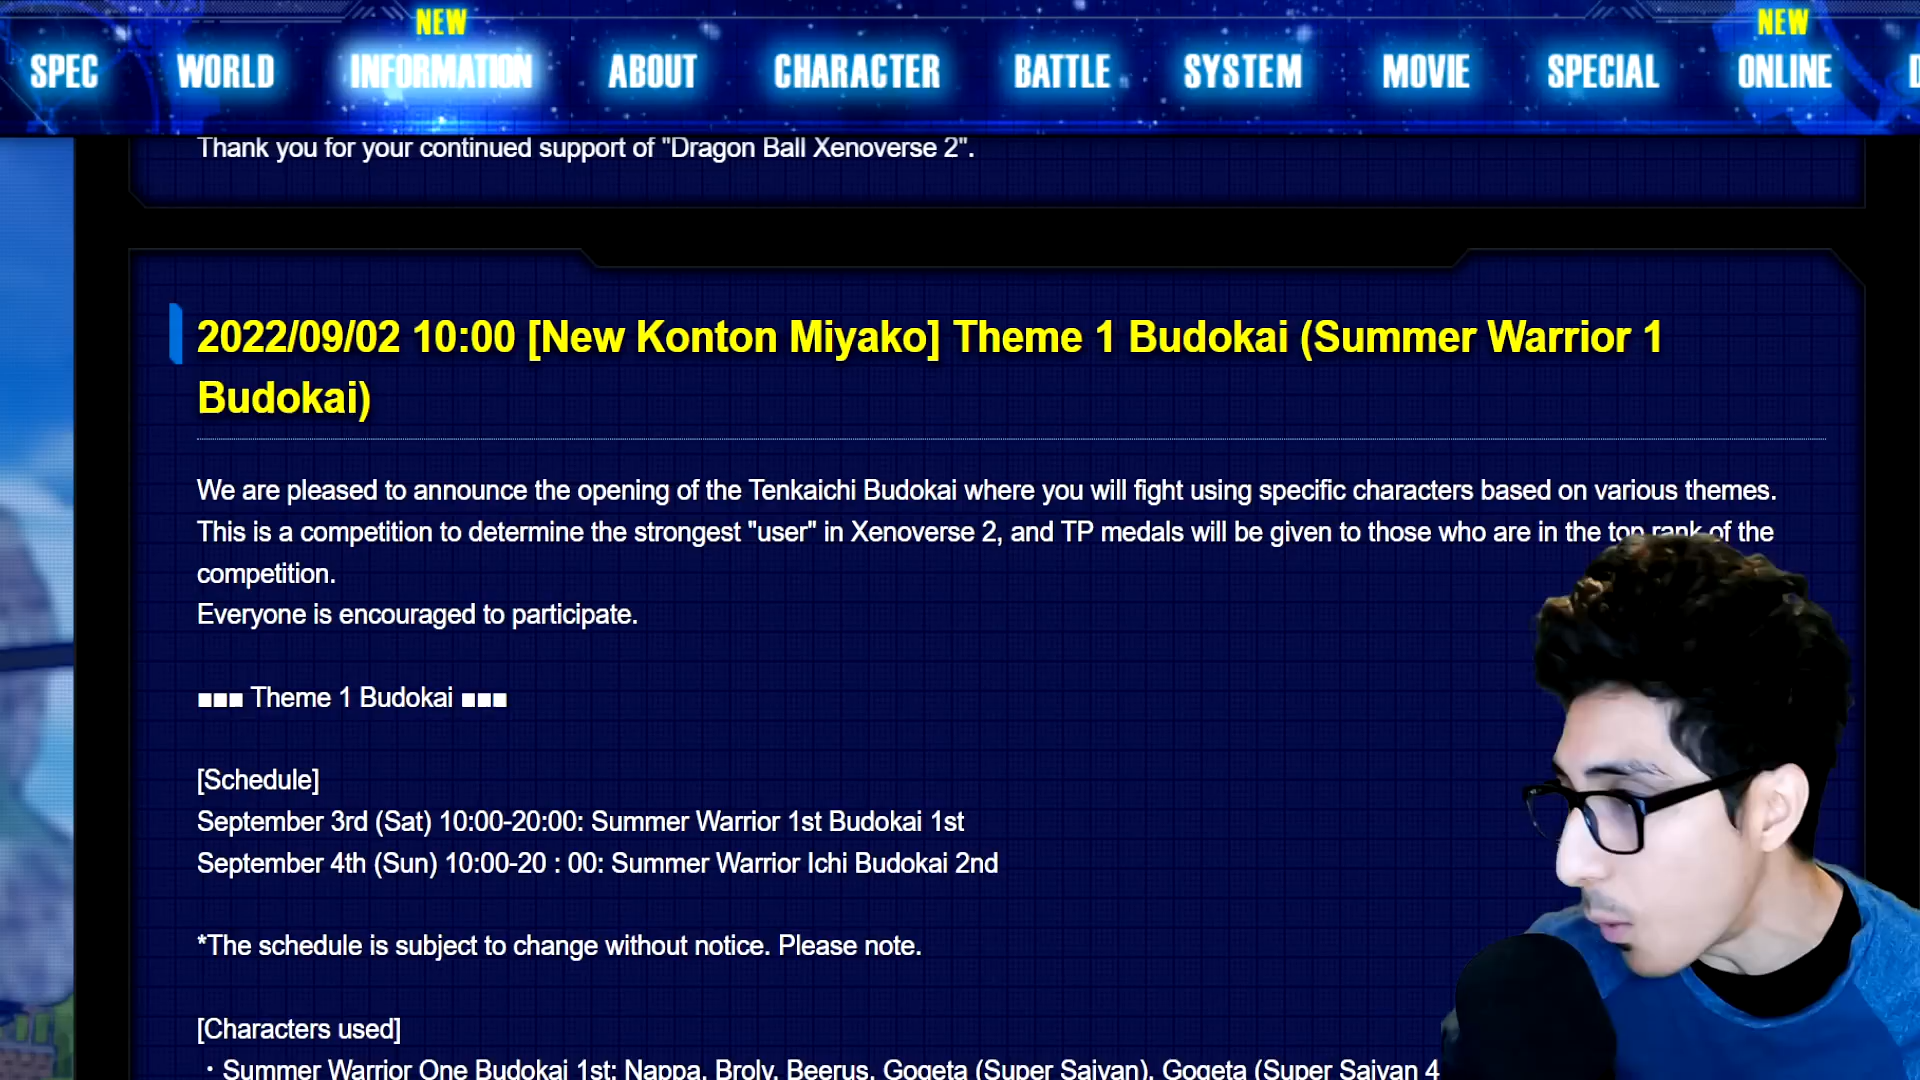 NEW NEW
SPEC WORLD INFORMATION ABOUT CHARACTER BATTLE SYSTEM MOVIE SPECIAL ONLINE
Thank you for your continued support of "Dragon Ball Xenoverse 2".
2022/09/02 10:00 [New Konton Miyako] Theme 1 Budokai (Summer Warrior 1
Budokai)
We are pleased to announce the opening of the Tenkaichi Budokai where you will fight using specific characters based on various themes.
This is a competition to determine the strongest "user" in Xenoverse 2, and TP medals will be given to those who are in the top rank of the
competition.
Everyone is encouraged to participate.
■■■ Theme 1 Budokai ■■■
[Schedule]
September 3rd (Sat) 10:00-20:00: Summer Warrior 1st Budokai 1st
September 4th (Sun) 10:00-20 : 00: Summer Warrior Ichi Budokai 2nd
*The schedule is subject to change without notice. Please note.
[Characters used]
・Summer Warrior One Budokai 1st: Nappa, Broly, Beerus, Gogeta (Super Saiyan), Gogeta (Super Saiyan 4